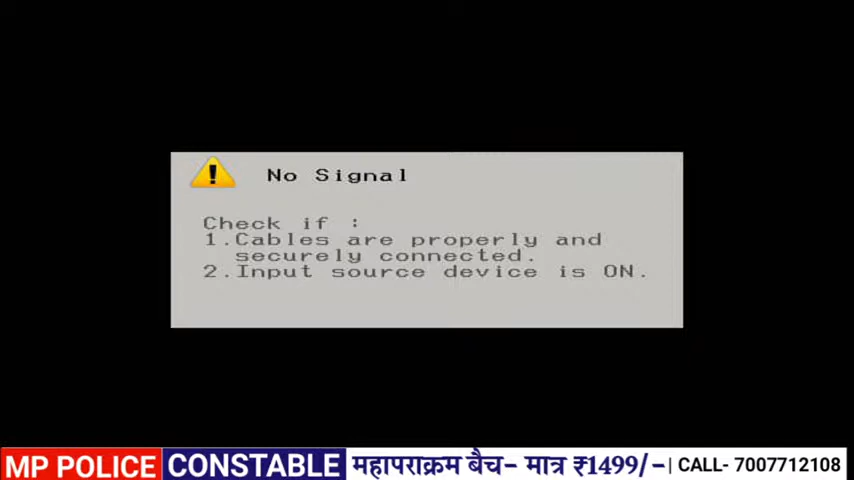 No Signal
Check if :
1.Cables are properly and
securely connected.
2.Input source device is ON.
MP POLICE CONSTABLE महापराक्रम बैच- मात्र ₹1499/-| CALL- 7007712108